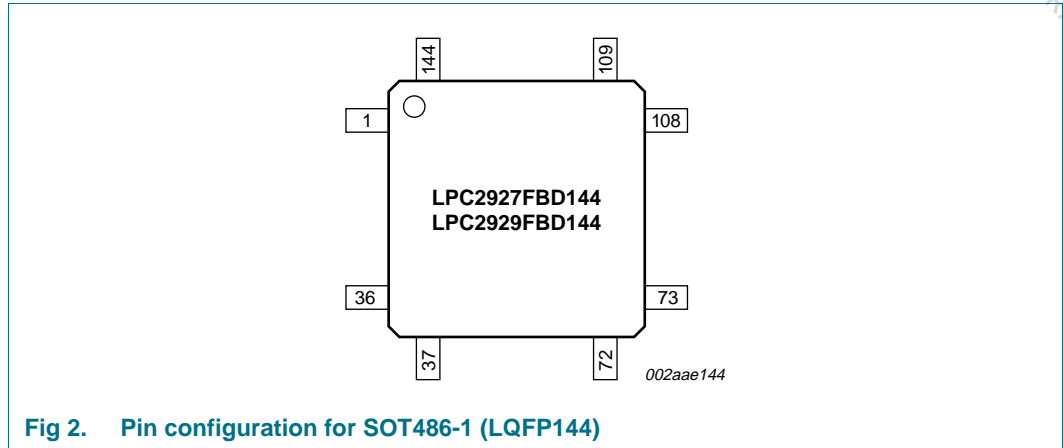 144
109
1
108
LPC2927FBD144
LPC2929FBD144
36
73
37
72
002aae144
Fig 2. Pin configuration for SOT486-1 (LQFP144)